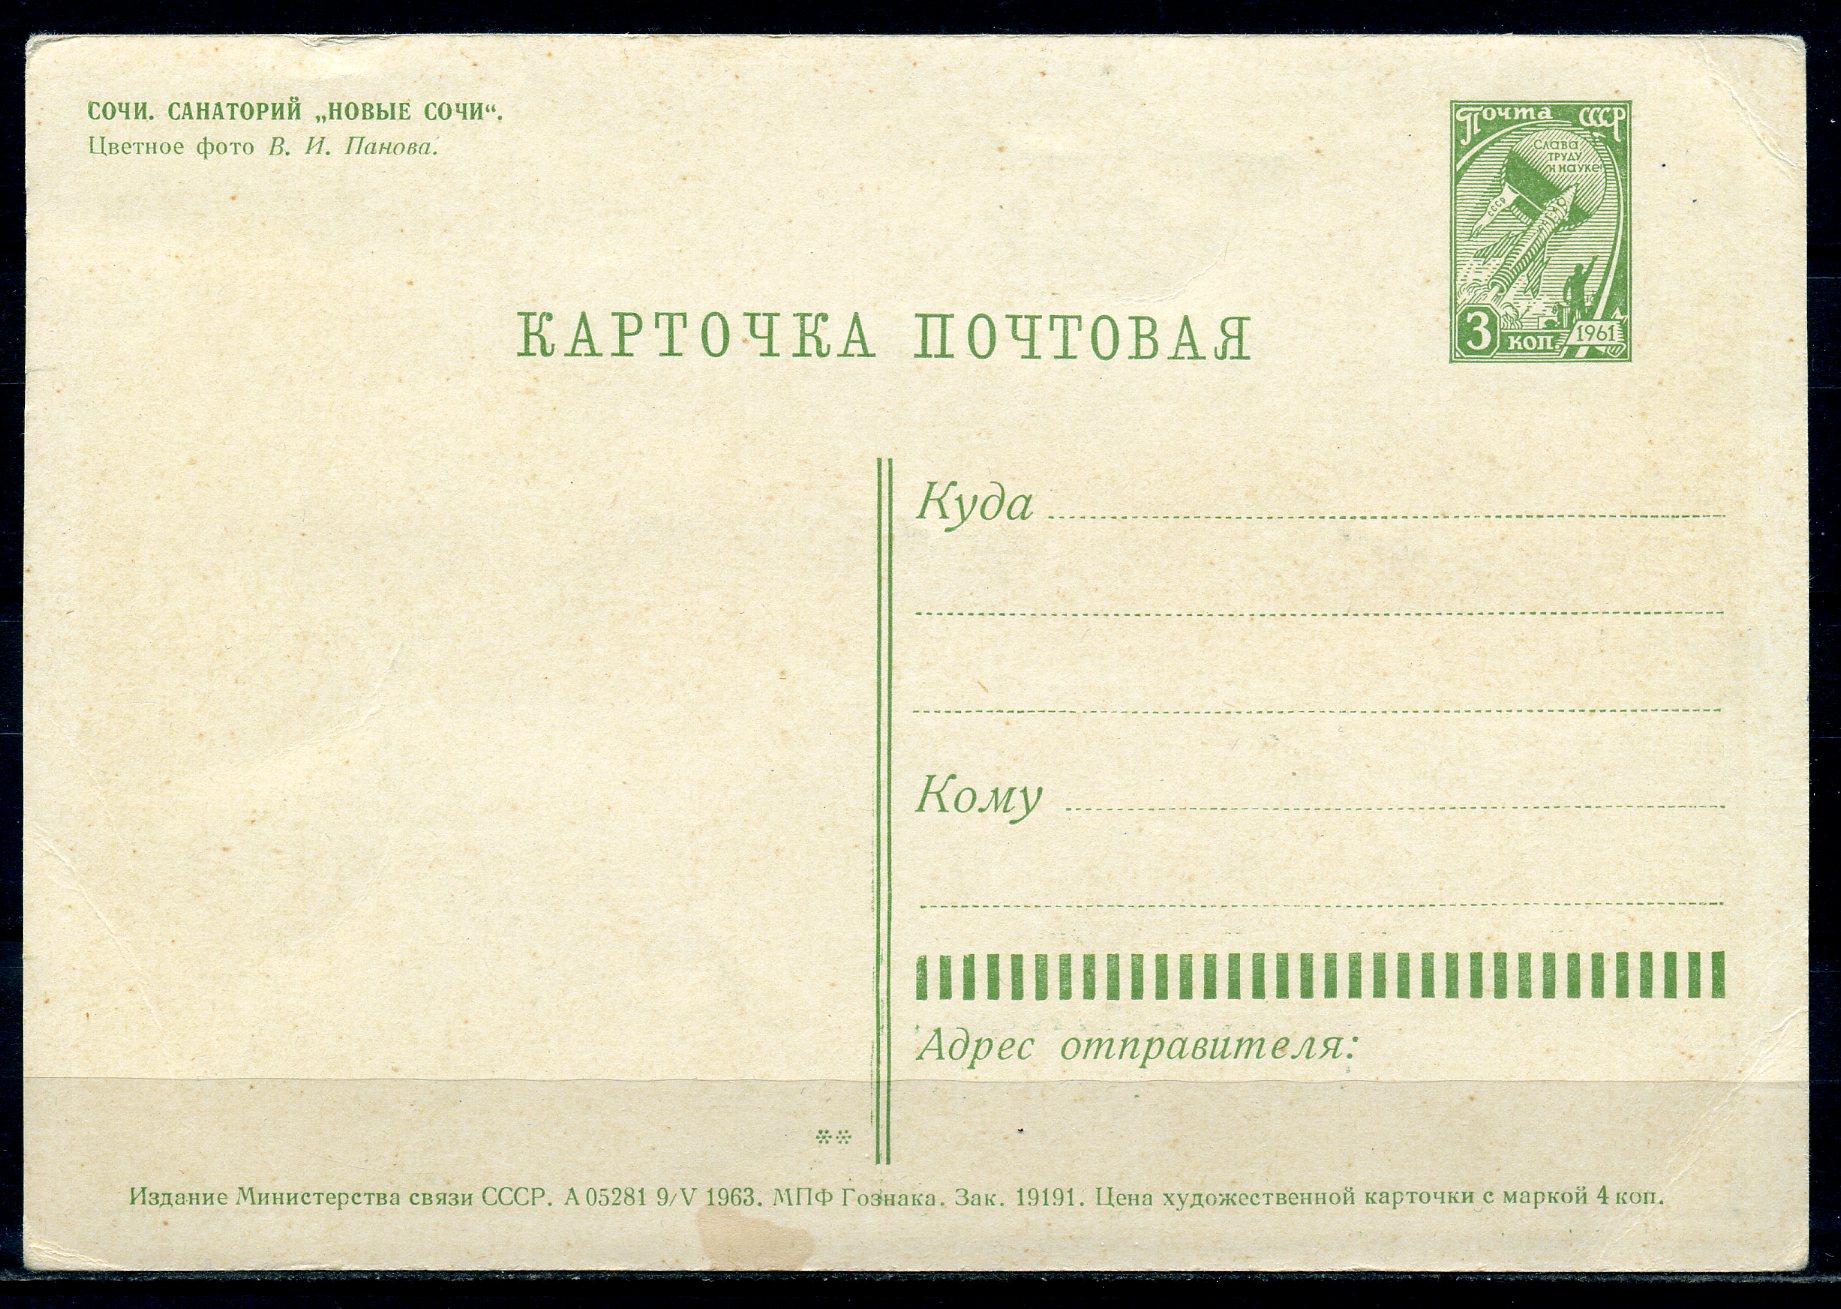 СОЧИ. САНАТОРИЙ „НОВЫЕ СОЧИ“.
Цветное фото В. И. Панова.
Почта СССР
СЛАВА
ТРУДУ
И НАУКЕ!
СССР
3 коп. 1961
КАРТОЧКА ПОЧТОВАЯ
Куда
Кому
Адрес отправителя:
**
Издание Министерства связи СССР. А 05281 9/V 1963. МПФ Гознака. Зак. 19191. Цена художественной карточки с маркой 4 коп.